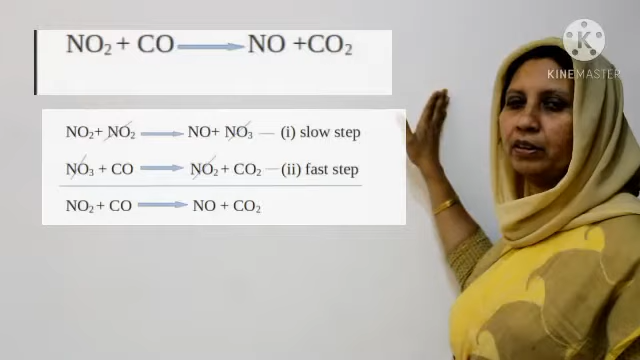 NO₂ + CO → NO + CO₂
NO₂+ NO₂ → NO+ NO₃ — (i) slow step
NO₃ + CO → NO₂ + CO₂ — (ii) fast step
NO₂ + CO → NO + CO₂
K
KINEMASTER